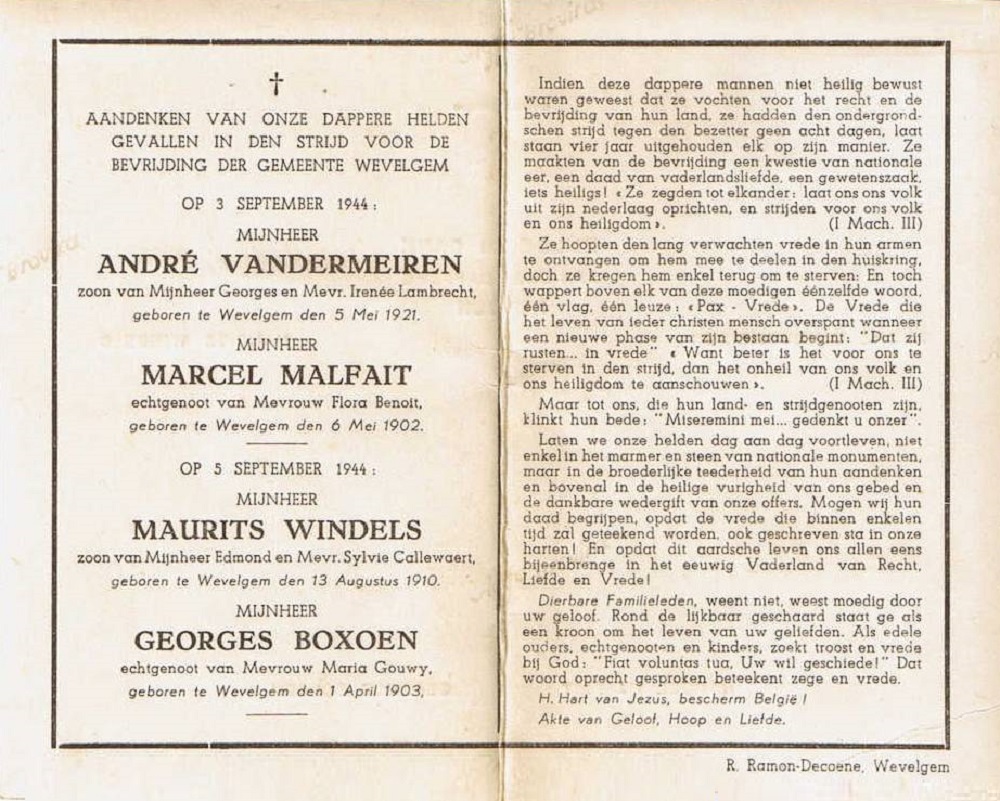 AANDENKEN VAN ONZE DAPPERE HELDEN
GEVALLEN IN DEN STRIJD VOOR DE
BEVRIJDING DER GEMEENTE WEVELGEM
OP 3 SEPTEMBER 1944 :
MIJNHEER
ANDRÉ VANDERMEIREN
zoon van Mijnheer Georges en Mevr. Irenée Lambrecht,
geboren te Wevelgem den 5 Mei 1921.
MIJNHEER
MARCEL MALFAIT
echtgenoot van Mevrouw Flora Benoit,
geboren te Wevelgem den 6 Mei 1902.
OP 5 SEPTEMBER 1944 :
MIJNHEER
MAURITS WINDELS
zoon van Mijnheer Edmond en Mevr. Sylvie Callewaert,
geboren te Wevelgem den 13 Augustus 1910.
MIJNHEER
GEORGES BOXOEN
echtgenoot van Mevrouw Maria Gouwy,
geboren te Wevelgem den 1 April 1903,
Indien deze dappere mannen niet heilig bewust
waren geweest dat ze vochten voor het recht en de
bevrijding van hun land, ze hadden den ondergrond-
schen strijd tegen den bezetter geen acht dagen, laat
staan vier jaar uitgehouden elk op zijn manier. Ze
maakten van de bevrijding een kwestie van nationale
eer, een daad van vaderlandsliefde, een gewetenszaak,
iets heiligs ! « Ze zegden tot elkander : laat ons ons volk
uit zijn nederlaag oprichten, en strijden voor ons volk
en ons heiligdom ». (I Mach. III)
Ze hoopten den lang verwachten vrede in hun armen
te ontvangen om hem mee te deelen in den huiskring,
doch ze kregen hem enkel terug om te sterven: En toch
wappert boven elk van deze moedigen éénzelfde woord,
één vlag, één leuze : «Pax - Vrede». De Vrede die
het leven van ieder christen mensch overspant wanneer
een nieuwe phase van zijn bestaan begint: "Dat zij
rusten... in vrede" « Want beter is het voor ons te
sterven in den strijd, dan het onheil van ons volk en
ons heiligdom te aanschouwen ». (I Mach. III)
Maar tot ons, die hun land- en strijdgenooten zijn,
klinkt hun bede: "Miseremini mei... gedenkt u onzer".
Laten we onze helden dag aan dag voortleven, niet
enkel in het marmer en steen van nationale monumenten,
maar in de broederlijke teederheid van hun aandenken
en bovenal in de heilige vurigheid van ons gebed en
de dankbare wedergift van onze offers. Mogen wij hun
daad begrijpen, opdat de vrede die binnen enkelen
tijd zal geteekend worden, ook geschreven sta in onze
harten ! En opdat dit aardsche leven ons allen eens
bijeenbrenge in het eeuwig Vaderland van Recht,
Liefde en Vrede !
Dierbare Familieleden, weent niet, weest moedig door
uw geloof. Rond de lijkbaar geschaard staat ge als
een kroon om het leven van uw geliefden. Als edele
ouders, echtgenooten en kinders, zoekt troost en vrede
bij God: "Fiat voluntas tua, Uw wil geschiede!" Dat
woord oprecht gesproken beteekent zege en vrede.
H. Hart van Jezus, bescherm België !
Akte van Geloof, Hoop en Liefde.
R. Ramon-Decoene, Wevelgem